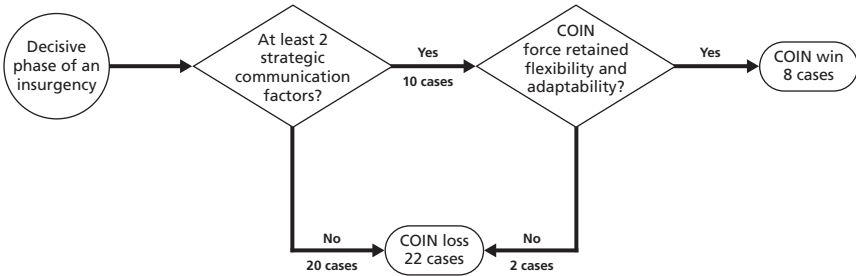 Decisive
phase of an
insurgency
At least 2
strategic
communication
factors?
Yes
10 cases
COIN
force retained
flexibility and
adaptability?
Yes
COIN win
8 cases
No
20 cases
COIN loss
22 cases
No
2 cases